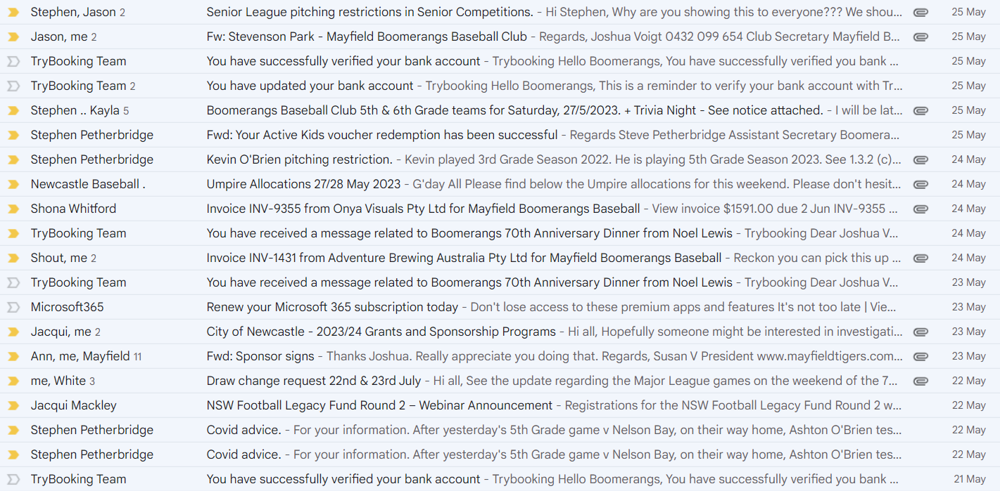 Stephen, Jason 2 Senior League pitching restrictions in Senior Competitions. - Hi Stephen, Why are you showing this to everyone??? We shou... 25 May
Jason, me 2 Fw: Stevenson Park - Mayfield Boomerangs Baseball Club - Regards, Joshua Voigt 0432 099 654 Club Secretary Mayfield B... 25 May
TryBooking Team You have successfully verified your bank account - Trybooking Hello Boomerangs, You have successfully verified you bank ... 25 May
TryBooking Team 2 You have updated your bank account - Trybooking Hello Boomerangs, This is a reminder to verify your bank account with Tr... 25 May
Stephen .. Kayla 5 Boomerangs Baseball Club 5th & 6th Grade teams for Saturday, 27/5/2023. + Trivia Night - See notice attached. - I will be lat... 25 May
Stephen Petherbridge Fwd: Your Active Kids voucher redemption has been successful - Regards Steve Petherbridge Assistant Secretary Boomera... 25 May
Stephen Petherbridge Kevin O'Brien pitching restriction. - Kevin played 3rd Grade Season 2022. He is playing 5th Grade Season 2023. See 1.3.2 (c)... 24 May
Newcastle Baseball . Umpire Allocations 27/28 May 2023 - G'day All Please find below the Umpire allocations for this weekend. Please don't hesit... 24 May
Shona Whitford Invoice INV-9355 from Onya Visuals Pty Ltd for Mayfield Boomerangs Baseball - View invoice $1591.00 due 2 Jun INV-9355 ... 24 May
TryBooking Team You have received a message related to Boomerangs 70th Anniversary Dinner from Noel Lewis - Trybooking Dear Joshua V... 24 May
Shout, me 2 Invoice INV-1431 from Adventure Brewing Australia Pty Ltd for Mayfield Boomerangs Baseball - Reckon you can pick this up ... 24 May
TryBooking Team You have received a message related to Boomerangs 70th Anniversary Dinner from Noel Lewis - Trybooking Dear Joshua V... 23 May
Microsoft365 Renew your Microsoft 365 subscription today - Don't lose access to these premium apps and features It's not too late | Vie... 23 May
Jacqui, me 2 City of Newcastle - 2023/24 Grants and Sponsorship Programs - Hi all, Hopefully someone might be interested in investigati... 23 May
Ann, me, Mayfield 11 Fwd: Sponsor signs - Thanks Joshua. Really appreciate you doing that. Regards, Susan V President www.mayfieldtigers.com... 23 May
me, White 3 Draw change request 22nd & 23rd July - Hi all, See the update regarding the Major League games on the weekend of the 7... 22 May
Jacqui Mackley NSW Football Legacy Fund Round 2 – Webinar Announcement - Registrations for the NSW Football Legacy Fund Round 2 w... 22 May
Stephen Petherbridge Covid advice. - For your information. After yesterday's 5th Grade game v Nelson Bay, on their way home, Ashton O'Brien tes... 22 May
Stephen Petherbridge Covid advice. - For your information. After yesterday's 5th Grade game v Nelson Bay, on their way home, Ashton O'Brien tes... 22 May
TryBooking Team You have successfully verified your bank account - Trybooking Hello Boomerangs, You have successfully verified you bank ... 21 May